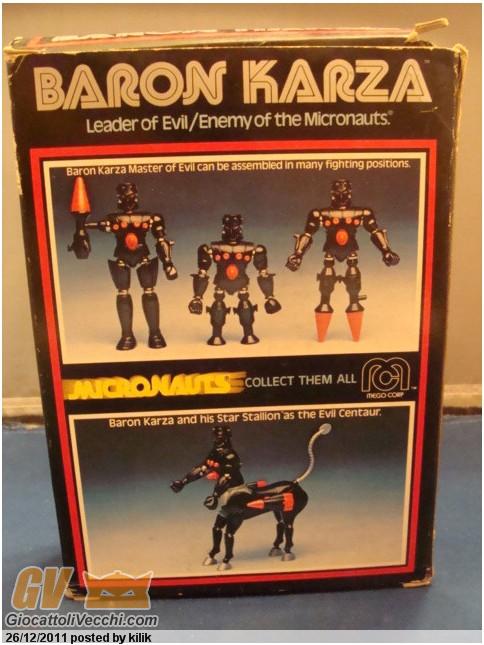 BARON KARZA™
Leader of Evil/Enemy of the Micronauts.®
Baron Karza Master of Evil can be assembled in many fighting positions.
MICRONAUTS COLLECT THEM ALL
MEGO CORP™
Baron Karza and his Star Stallion as the Evil Centaur.
GV
GiocattoliVecchi.com
26/12/2011 posted by kilik